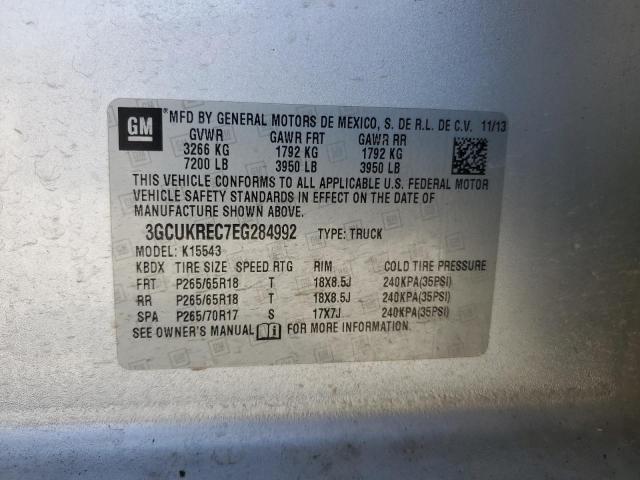 GM ® MFD BY GENERAL MOTORS DE MEXICO, S. DE R.L. DE C.V. 11/13
GVWR GAWR FRT GAWR RR
3266 KG 1792 KG 1792 KG
7200 LB 3950 LB 3950 LB
THIS VEHICLE CONFORMS TO ALL APPLICABLE U.S. FEDERAL MOTOR
VEHICLE SAFETY STANDARDS IN EFFECT ON THE DATE OF
MANUFACTURE SHOWN ABOVE.
3GCUKREC7EG284992 TYPE: TRUCK
MODEL: K15543
KBDX TIRE SIZE SPEED RTG RIM COLD TIRE PRESSURE
FRT P265/65R18 T 18X8.5J 240KPA(35PSI)
RR P265/65R18 T 18X8.5J 240KPA(35PSI)
SPA P265/70R17 S 17X7J 240KPA(35PSI)
SEE OWNER'S MANUAL FOR MORE INFORMATION.